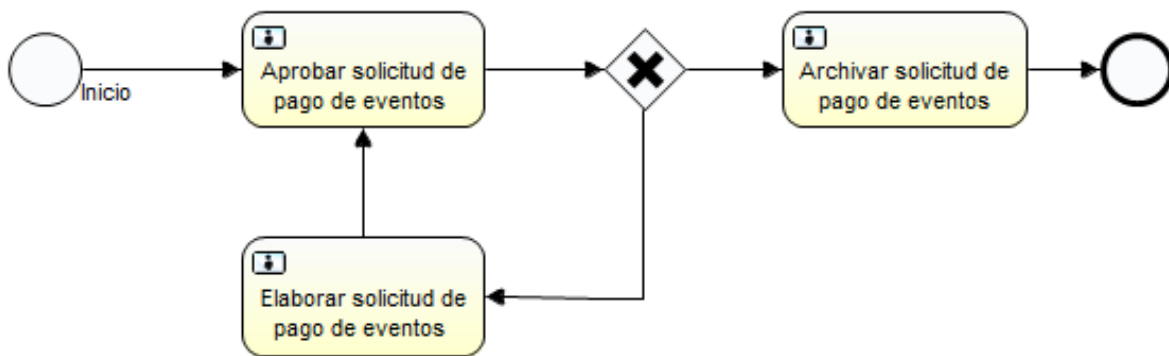 Inicio
Aprobar solicitud de
pago de eventos
Archivar solicitud de
pago de eventos
Elaborar solicitud de
pago de eventos